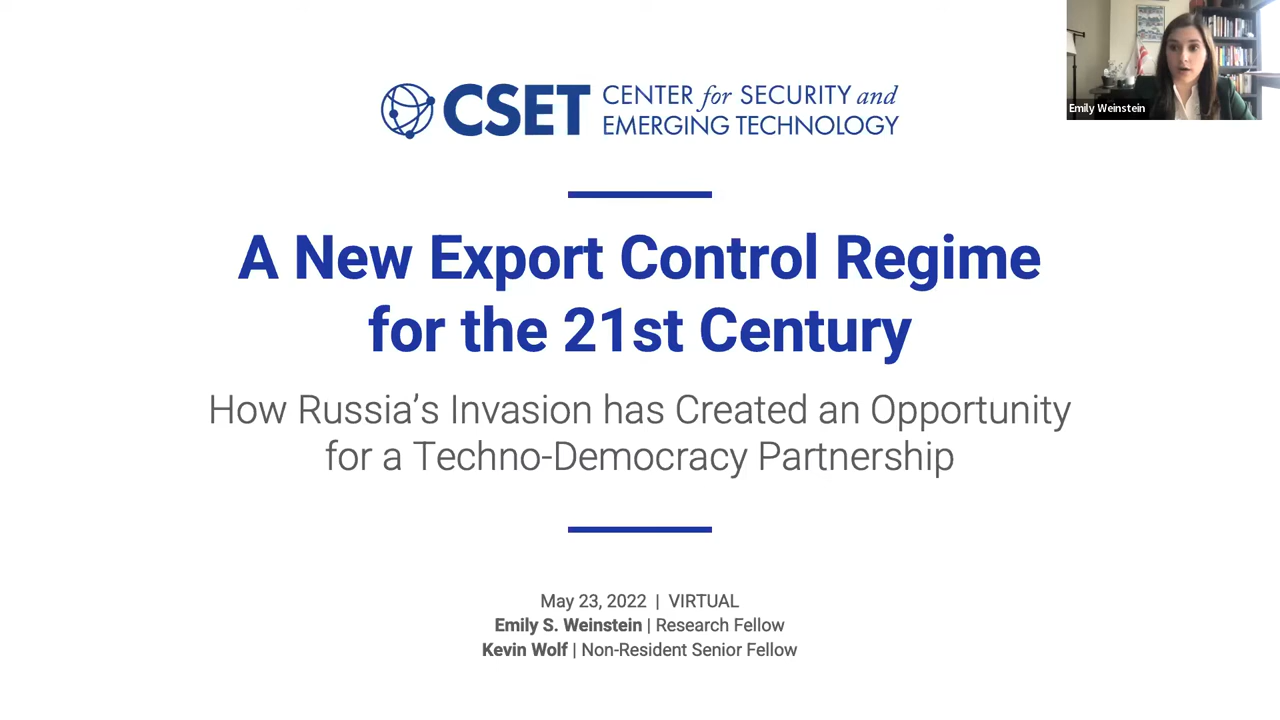 CSET CENTER for SECURITY and
EMERGING TECHNOLOGY
Emily Weinstein
A New Export Control Regime
for the 21st Century
How Russia’s Invasion has Created an Opportunity
for a Techno-Democracy Partnership
May 23, 2022 | VIRTUAL
Emily S. Weinstein | Research Fellow
Kevin Wolf | Non-Resident Senior Fellow